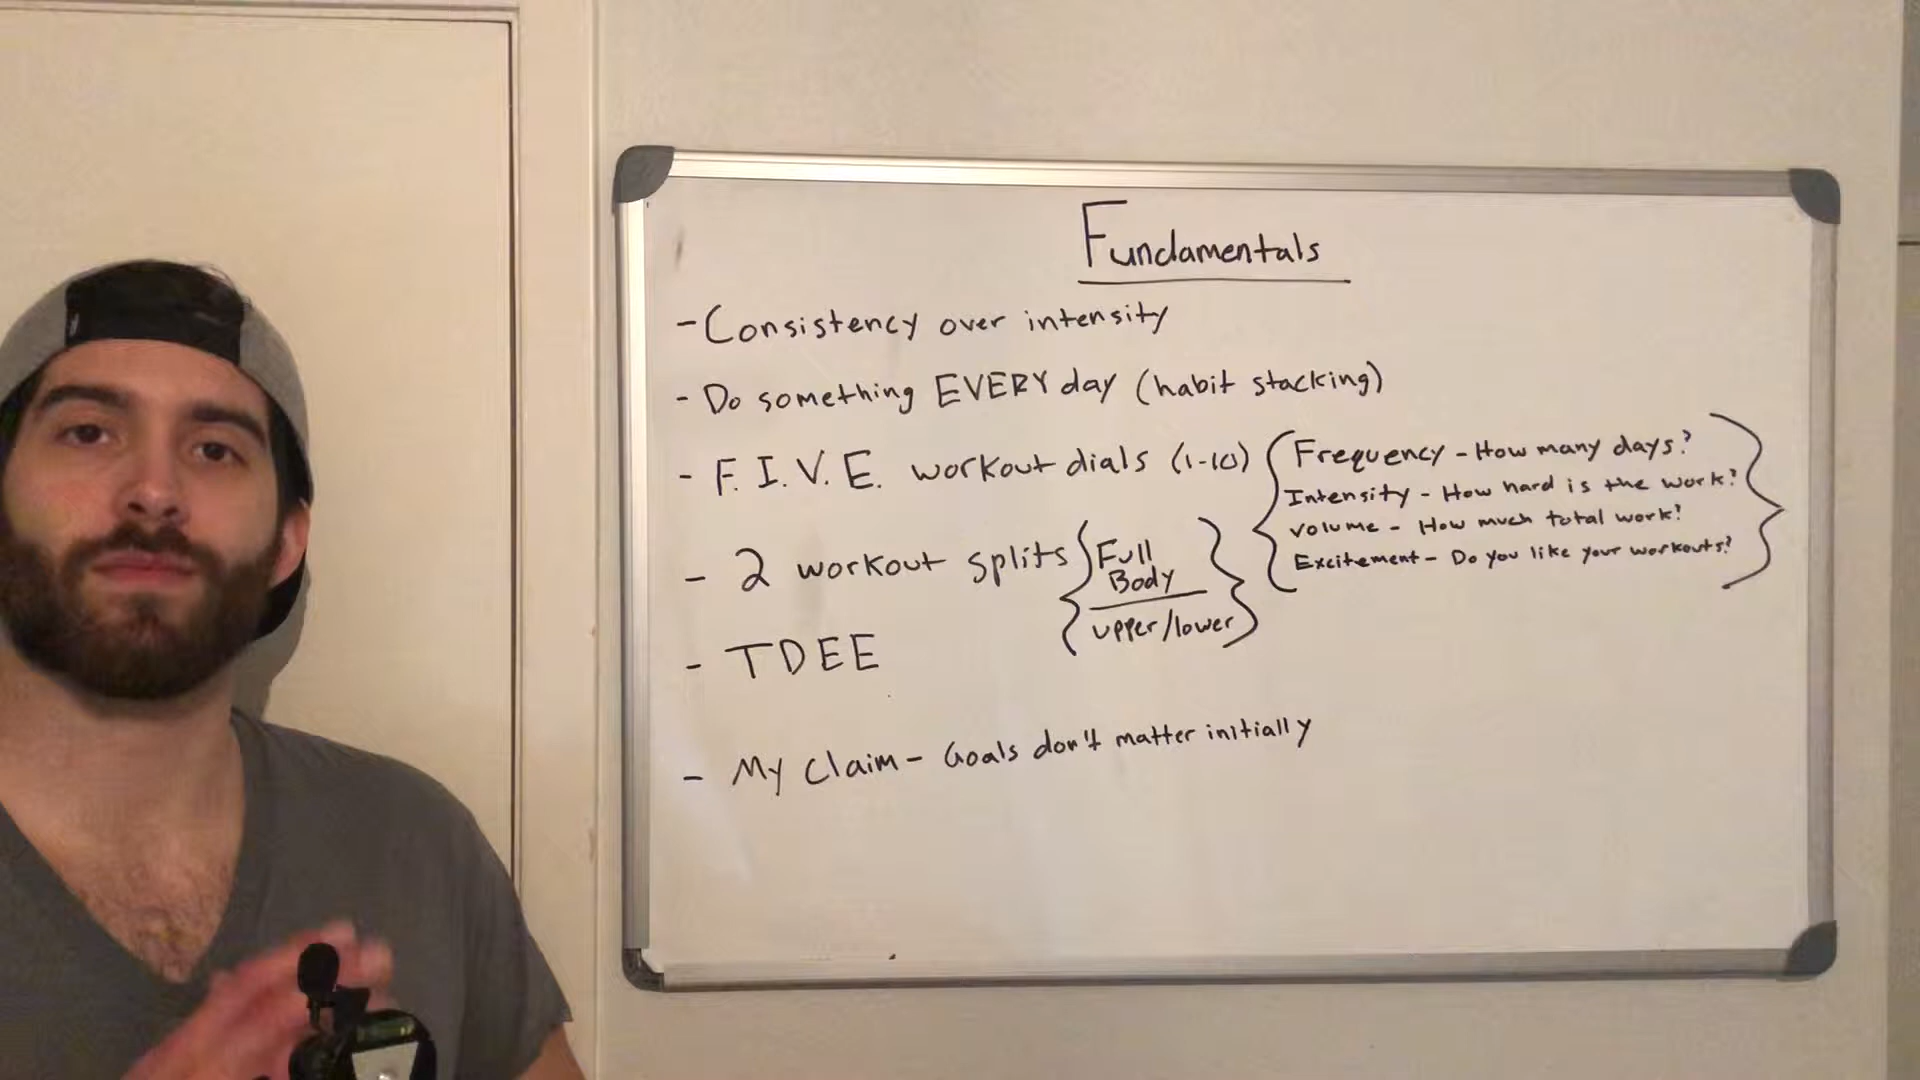 Fundamentals
- Consistency over intensity
- Do something EVERY day (habit stacking)
- F. I. V. E. workout dials (1-10)
Frequency - How many days?
Intensity - How hard is the work?
Volume - How much total work?
Excitement - Do you like your workouts?
- 2 workout splits
Full
Body
upper/lower
- TDEE
- My claim - Goals don't matter initially